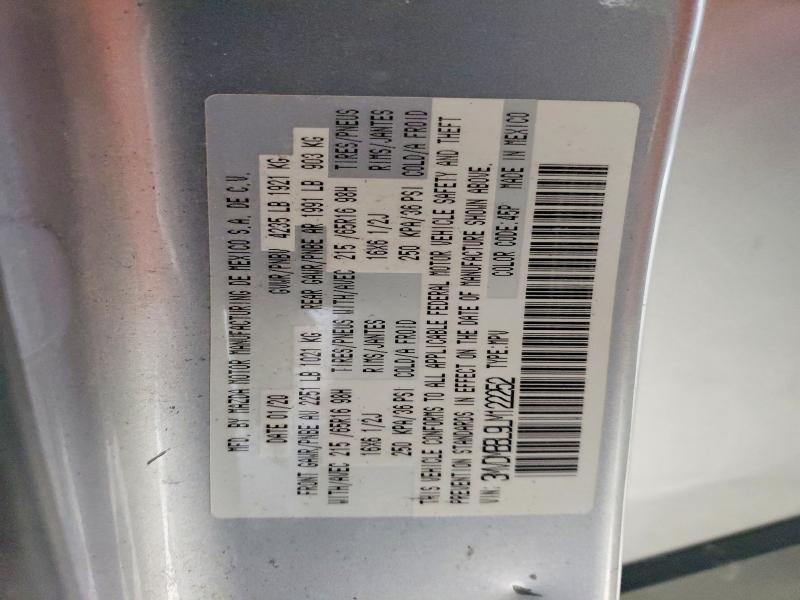 MFD. BY MAZDA MOTOR MANUFACTURING DE MEXICO S.A. DE C.V.
DATE 01/20 GVWR/PNBV 4235 LB 1921 KG
FRONT GAWR/PNBE AV 2251 LB 1021 KG REAR GAWR/PNBE AR 1991 LB 903 KG
WITH/AVEC 215 /65R16 98H TIRES/PNEUS WITH/AVEC 215 /65R16 98H TIRES/PNEUS
16X6 1/2J RIMS/JANTES 16X6 1/2J RIMS/JANTES
250 KPA/36 PSI COLD/A FROID 250 KPA/36 PSI COLD/A FROID
THIS VEHICLE CONFORMS TO ALL APPLICABLE FEDERAL MOTOR VEHICLE SAFETY AND THEFT
PREVENTION STANDARDS IN EFFECT ON THE DATE OF MANUFACTURE SHOWN ABOVE.
VIN: 3MVDMBBL9LM122252 TYPE:MPV COLOR CODE:45P MADE IN MEXICO